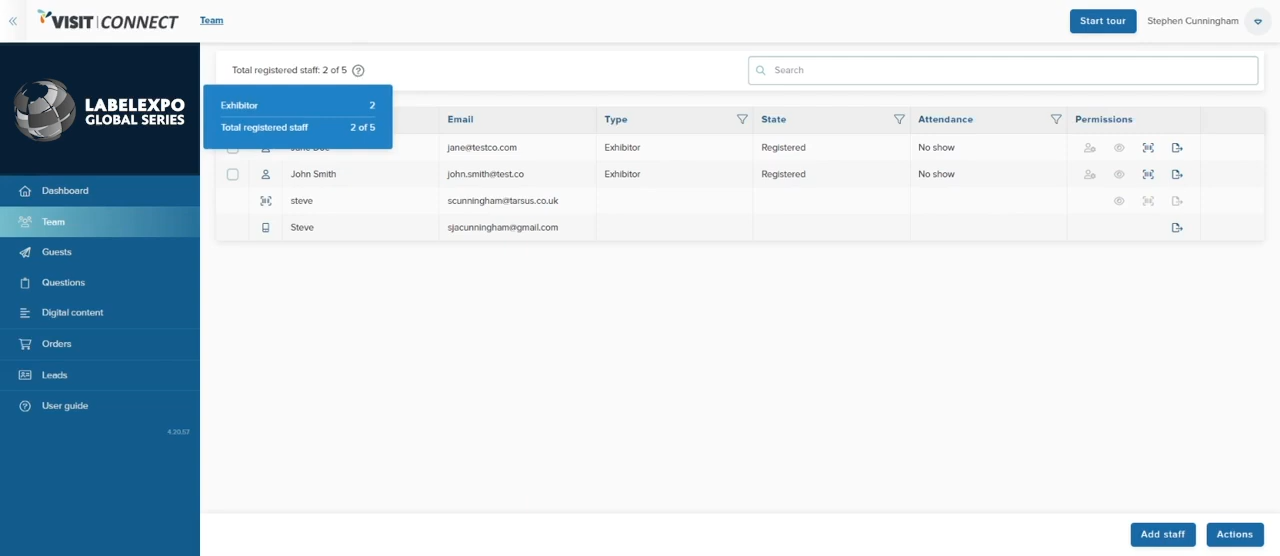 VISIT | CONNECT
Team
Start tour
Stephen Cunningham
LABELEXPO
GLOBAL SERIES
Dashboard
Team
Guests
Questions
Digital content
Orders
Leads
User guide
4.20.57
Total registered staff: 2 of 5
Search
Exhibitor 2
Total registered staff 2 of 5
Email Type State Attendance Permissions
Jane Doe jane@testco.com Exhibitor Registered No show
John Smith john.smith@test.co Exhibitor Registered No show
steve scunningham@tarsus.co.uk
Steve sjacunningham@gmail.com
Add staff
Actions